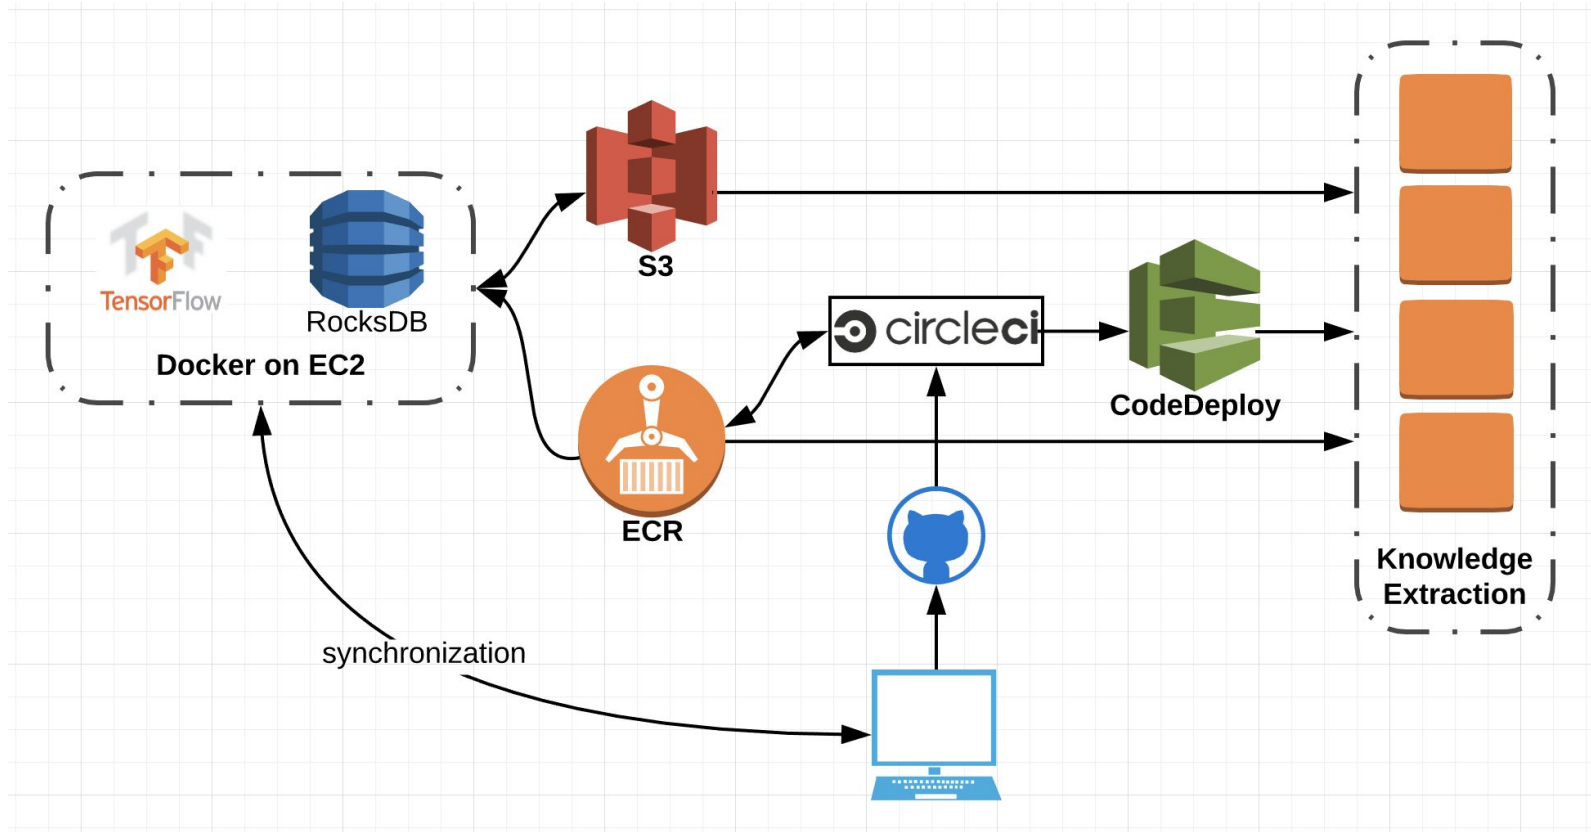 TensorFlow
RocksDB
Docker on EC2
S3
circleci
CodeDeploy
ECR
Knowledge
Extraction
synchronization